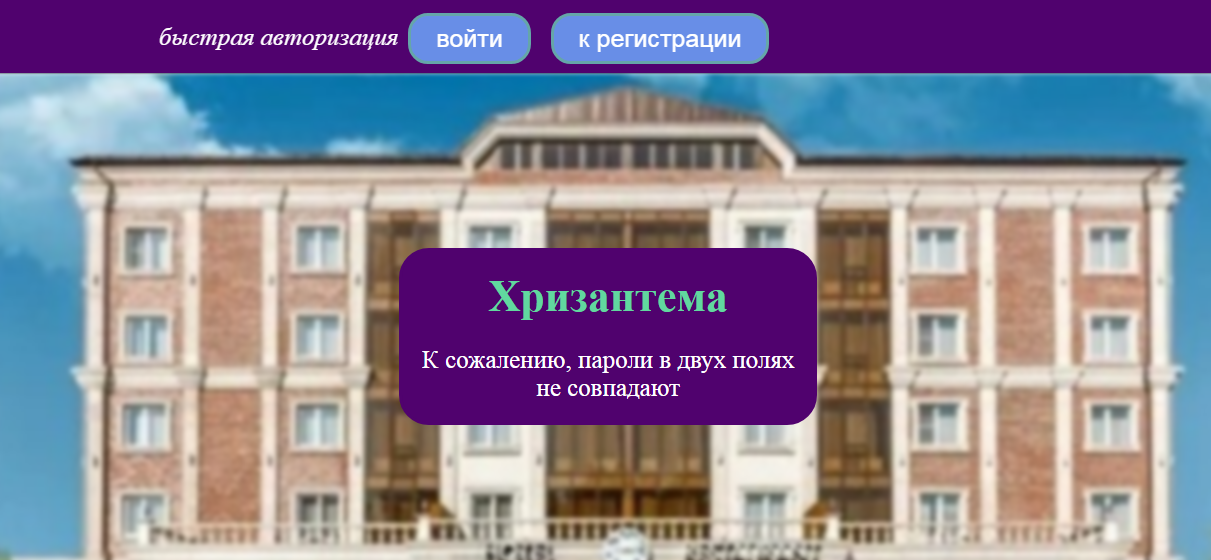 быстрая авторизация войти к регистрации
Хризантема
К сожалению, пароли в двух полях
не совпадают